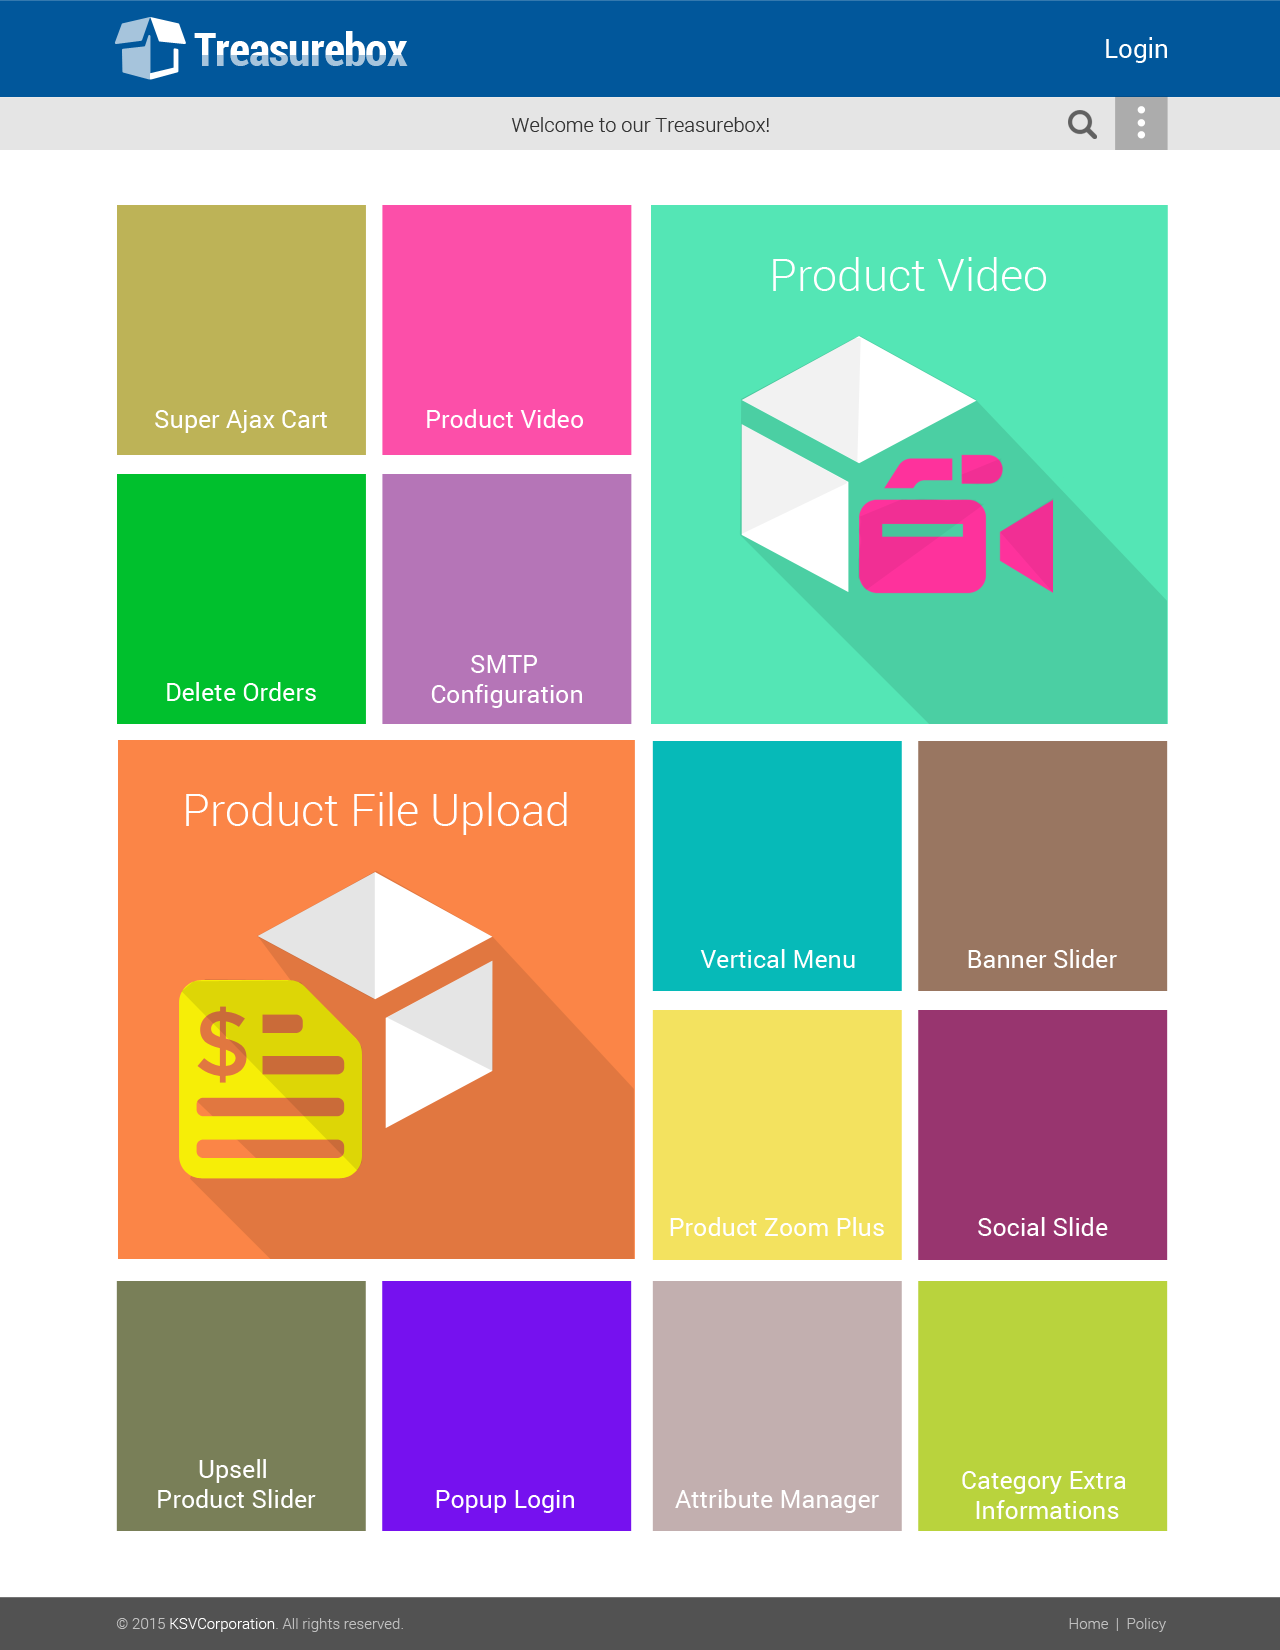 Treasurebox
Login
Welcome to our Treasurebox!
Super Ajax Cart
Product Video
Product Video
Delete Orders
SMTP
Configuration
Product File Upload
$
Vertical Menu
Banner Slider
Product Zoom Plus
Social Slide
Upsell
Product Slider
Popup Login
Attribute Manager
Category Extra
Informations
© 2015 KSVCorporation. All rights reserved.
Home | Policy